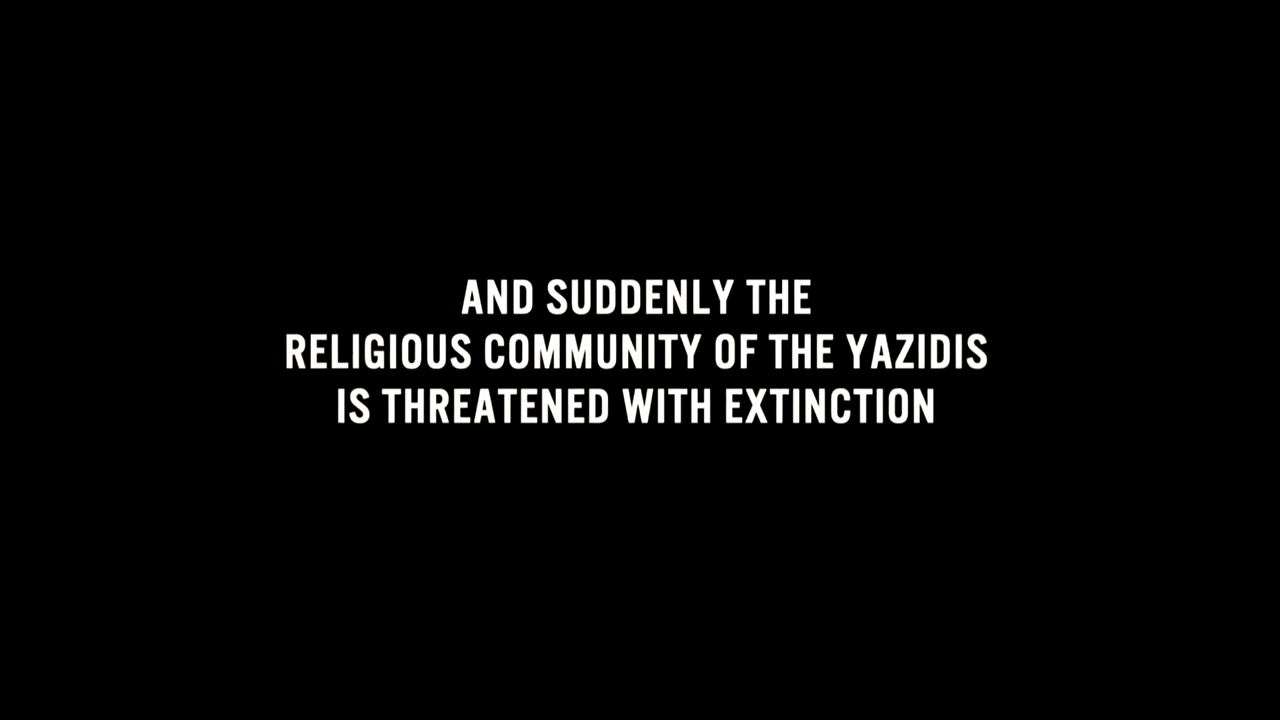 AND SUDDENLY THE
RELIGIOUS COMMUNITY OF THE YAZIDIS
IS THREATENED WITH EXTINCTION